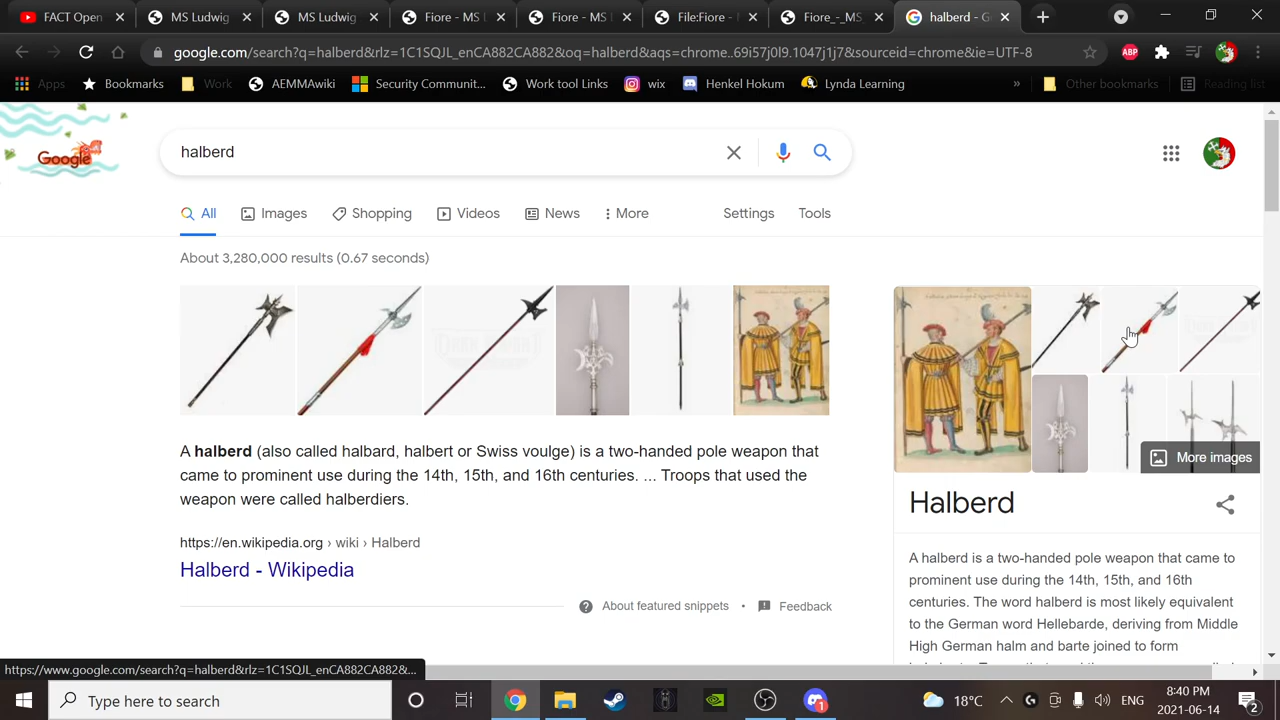 FACT Open
MS Ludwig
MS Ludwig
Fiore - MS L
Fiore - MS L
File:Fiore - M
Fiore_-_MS
halberd - G
google.com/search?q=halberd&rlz=1C1SQJL_enCA882CA882&oq=halberd&aqs=chrome..69i57j0l9.1047j1j7&sourceid=chrome&ie=UTF-8
Apps
Bookmarks
Work
AEMMAwiki
Security Communit...
Work tool Links
wix
Henkel Hokum
Lynda Learning
»
Other bookmarks
Reading list
Google
halberd
All
Images
Shopping
Videos
News
More
Settings
Tools
About 3,280,000 results (0.67 seconds)
More images
A halberd (also called halbard, halbert or Swiss voulge) is a two-handed pole weapon that
came to prominent use during the 14th, 15th, and 16th centuries. ... Troops that used the
weapon were called halberdiers.
https://en.wikipedia.org › wiki › Halberd
Halberd - Wikipedia
About featured snippets
•
Feedback
Halberd
A halberd is a two-handed pole weapon that came to
prominent use during the 14th, 15th, and 16th
centuries. The word halberd is most likely equivalent
to the German word Hellebarde, deriving from Middle
High German halm and barte joined to form
https://www.google.com/search?q=halberd&rlz=1C1SQJL_enCA882CA882&...
Type here to search
1
18°C
ENG
8:40 PM
2021-06-14
2